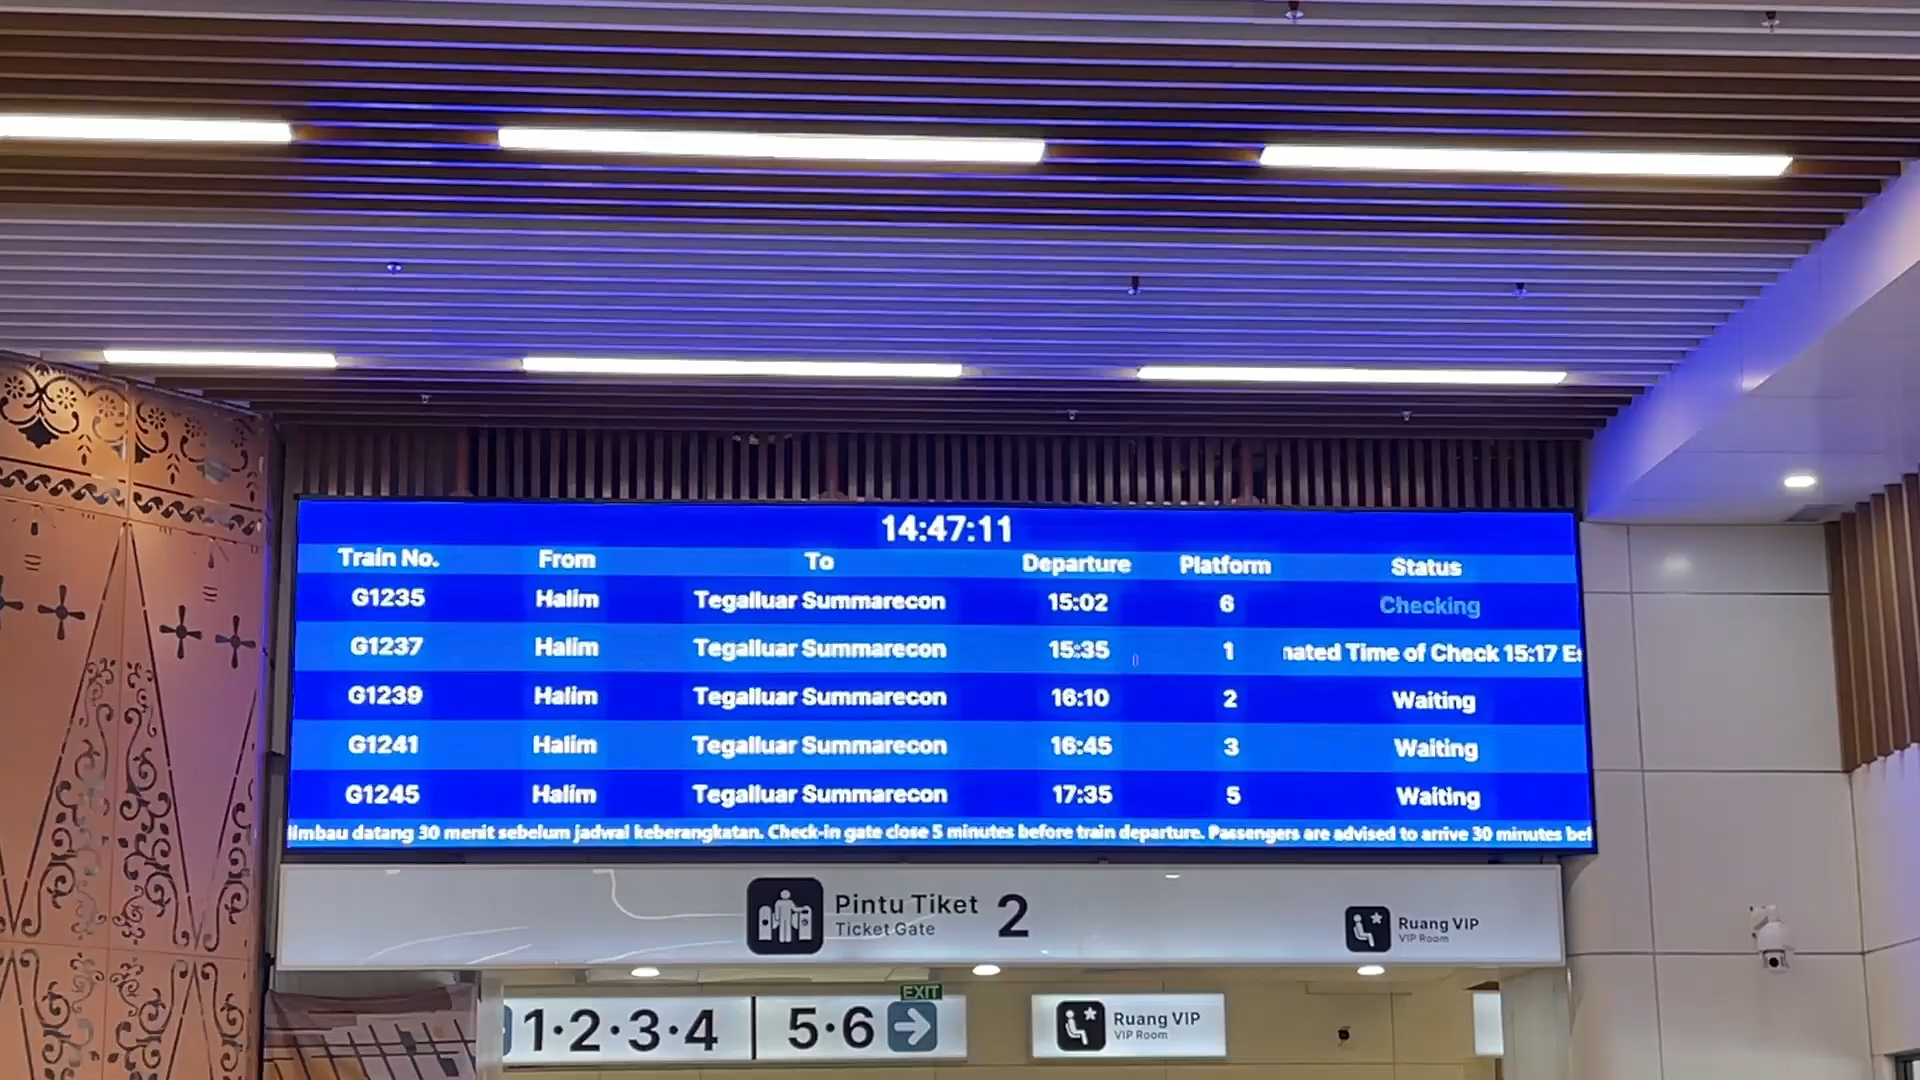 14:47:11
Train No. From To Departure Platform Status
G1235 Halim Tegalluar Summarecon 15:02 6 Checking
G1237 Halim Tegalluar Summarecon 15:35 1 Time of Check 15:17
G1239 Halim Tegalluar Summarecon 16:10 2 Waiting
G1241 Halim Tegalluar Summarecon 16:45 3 Waiting
G1245 Halim Tegalluar Summarecon 17:35 5 Waiting
datang 30 menit sebelum jadwal keberangkatan. Check-in gate close 5 minutes before train departure. Passengers are advised to arrive 30 minutes
Pintu Tiket 2
Ticket Gate
Ruang VIP
VIP Room
EXIT
1·2·3·4 5·6
Ruang VIP
VIP Room